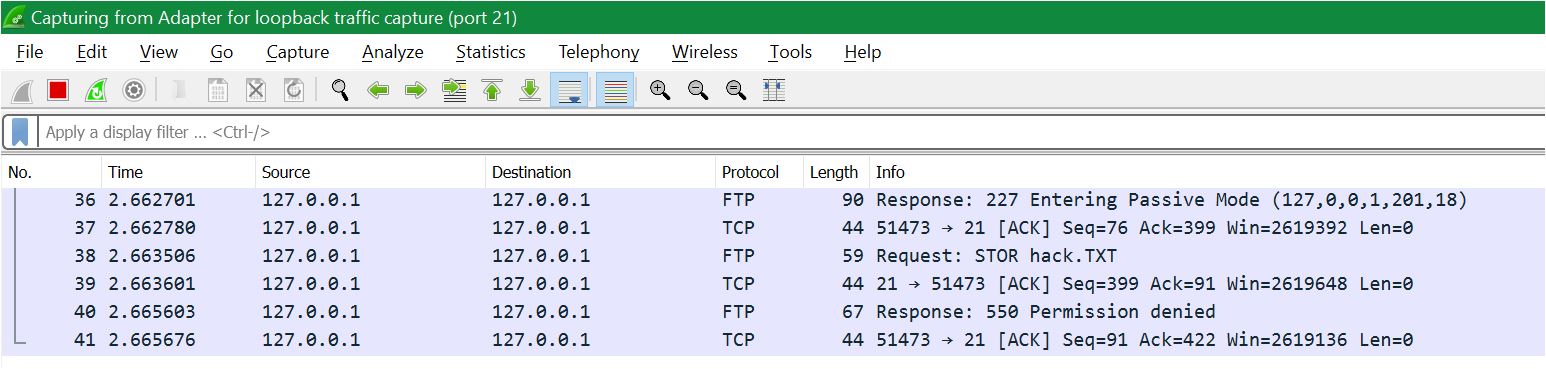 Capturing from Adapter for loopback traffic capture (port 21)
File Edit View Go Capture Analyze Statistics Telephony Wireless Tools Help
Apply a display filter ... <Ctrl-/>
No. Time Source Destination Protocol Length Info
36 2.662701 127.0.0.1 127.0.0.1 FTP 90 Response: 227 Entering Passive Mode (127,0,0,1,201,18)
37 2.662780 127.0.0.1 127.0.0.1 TCP 44 51473 → 21 [ACK] Seq=76 Ack=399 Win=2619392 Len=0
38 2.663506 127.0.0.1 127.0.0.1 FTP 59 Request: STOR hack.TXT
39 2.663601 127.0.0.1 127.0.0.1 TCP 44 21 → 51473 [ACK] Seq=399 Ack=91 Win=2619648 Len=0
40 2.665603 127.0.0.1 127.0.0.1 FTP 67 Response: 550 Permission denied
41 2.665676 127.0.0.1 127.0.0.1 TCP 44 51473 → 21 [ACK] Seq=91 Ack=422 Win=2619136 Len=0